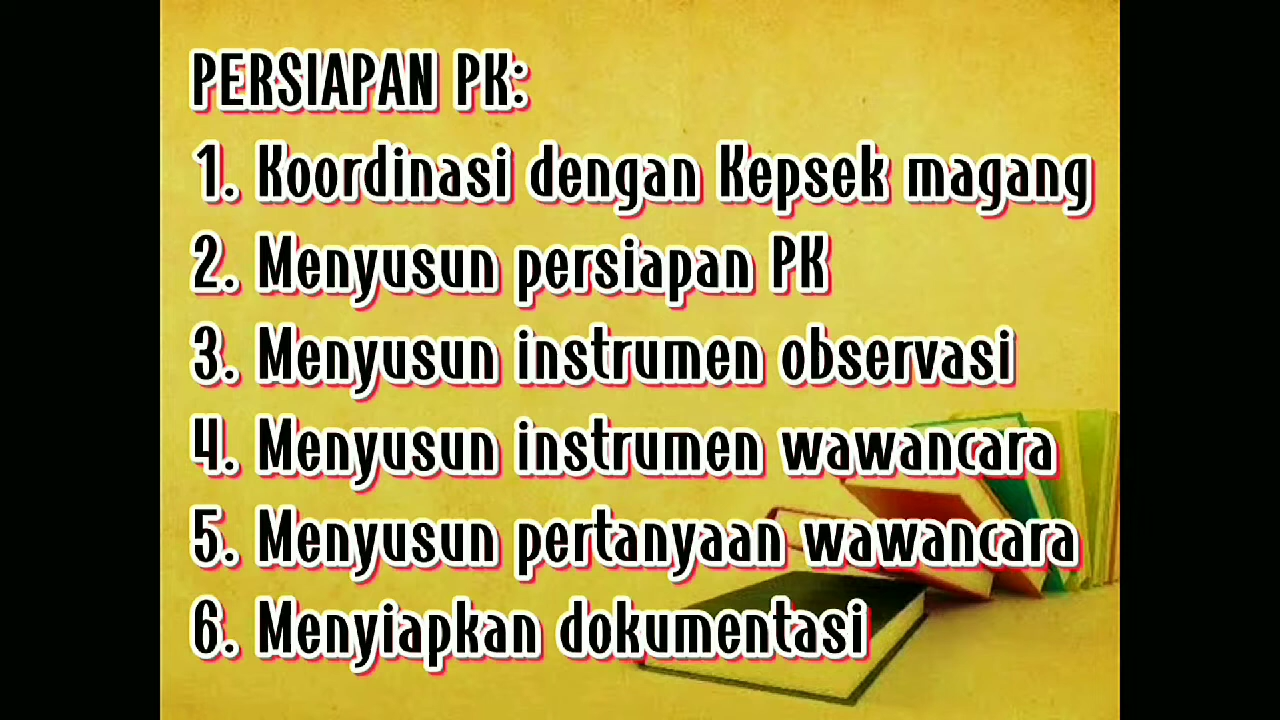 PERSIAPAN PK:
1. Koordinasi dengan Kepsek magang
2. Menyusun persiapan PK
3. Menyusun instrumen observasi
4. Menyusun instrumen wawancara
5. Menyusun pertanyaan wawancara
6. Menyiapkan dokumentasi